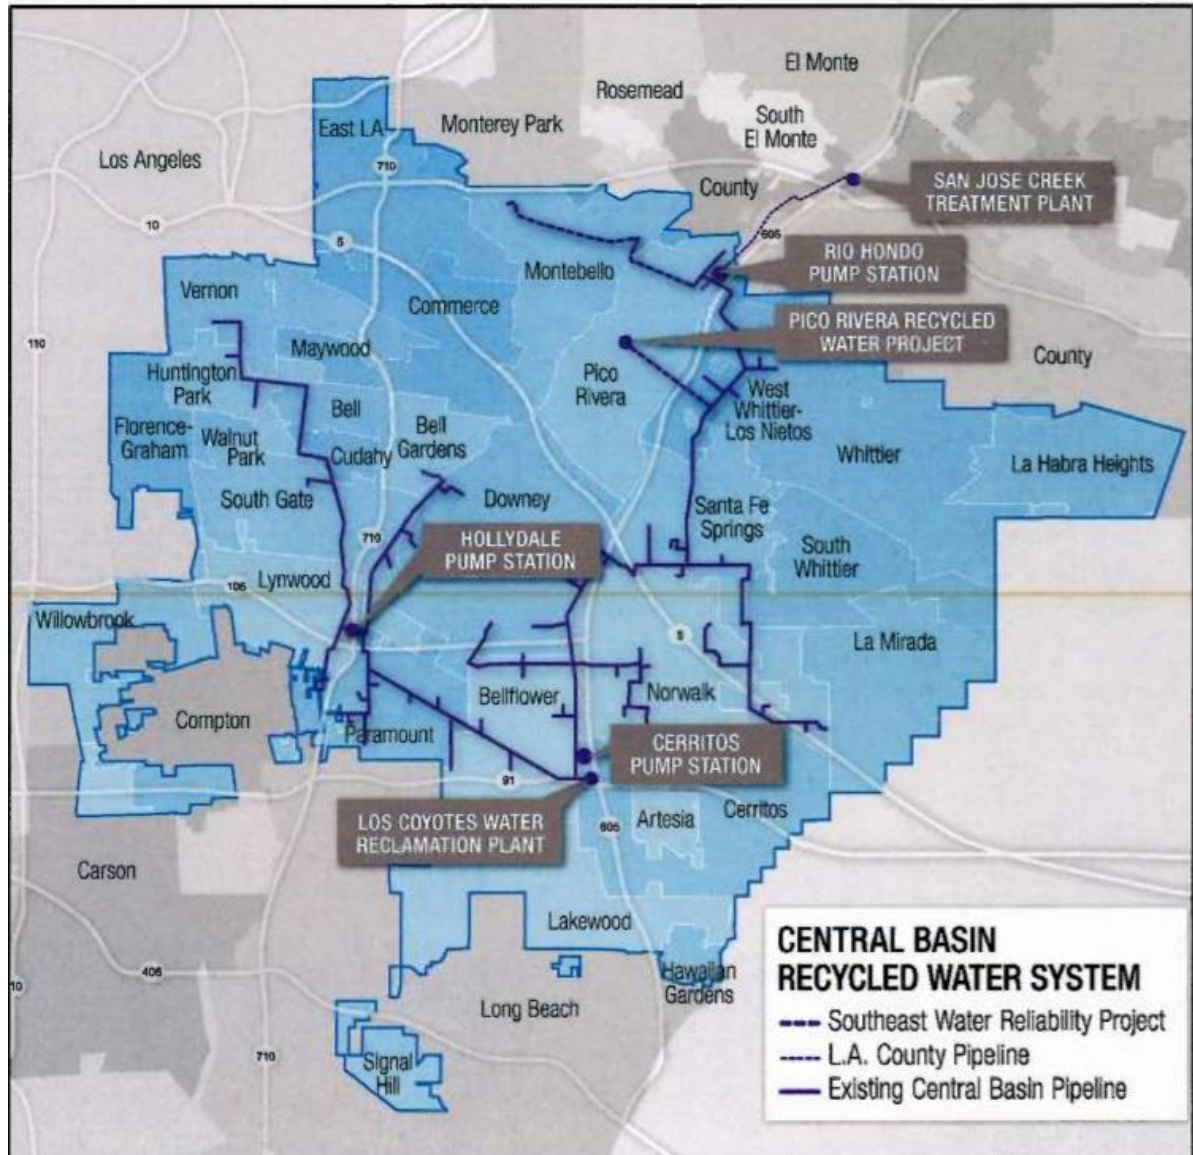 El Monte
Rosemead
South
El Monte
East LA
Monterey Park
Los Angeles
710
County
SAN JOSE CREEK
TREATMENT PLANT
10
5
605
RIO HONDO
PUMP STATION
Montebello
Vernon
Commerce
PICO RIVERA RECYCLED
WATER PROJECT
110
Maywood
County
Huntington
Park
Pico
Rivera
West
Whittier-
Los Nietos
Bell
Florence-
Graham
Walnut
Park
Bell
Gardens
Cudahy
Whittier
La Habra Heights
South Gate
Downey
Santa Fe
Springs
710
HOLLYDALE
PUMP STATION
South
Whittier
Lynwood
105
Willowbrook
5
La Mirada
Bellflower
Norwalk
Compton
Paramount
CERRITOS
PUMP STATION
91
LOS COYOTES WATER
RECLAMATION PLANT
605
Artesia
Cerritos
Carson
Lakewood
405
10
Hawaiian
Gardens
Long Beach
710
Signal
Hill
CENTRAL BASIN
RECYCLED WATER SYSTEM
Southeast Water Reliability Project
L.A. County Pipeline
Existing Central Basin Pipeline